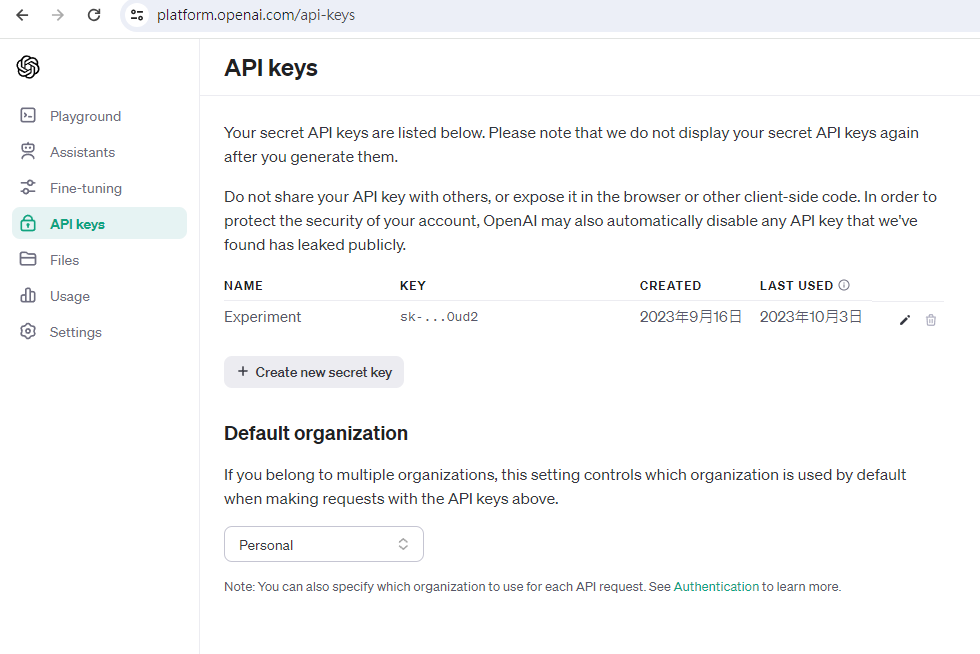 platform.openai.com/api-keys
API keys
Playground
Assistants
Fine-tuning
API keys
Files
Usage
Settings
Your secret API keys are listed below. Please note that we do not display your secret API keys again
after you generate them.
Do not share your API key with others, or expose it in the browser or other client-side code. In order to
protect the security of your account, OpenAI may also automatically disable any API key that we've
found has leaked publicly.
NAME KEY CREATED LAST USED
Experiment sk-...0ud2 2023年9月16日 2023年10月3日
+ Create new secret key
Default organization
If you belong to multiple organizations, this setting controls which organization is used by default
when making requests with the API keys above.
Personal
Note: You can also specify which organization to use for each API request. See Authentication to learn more.